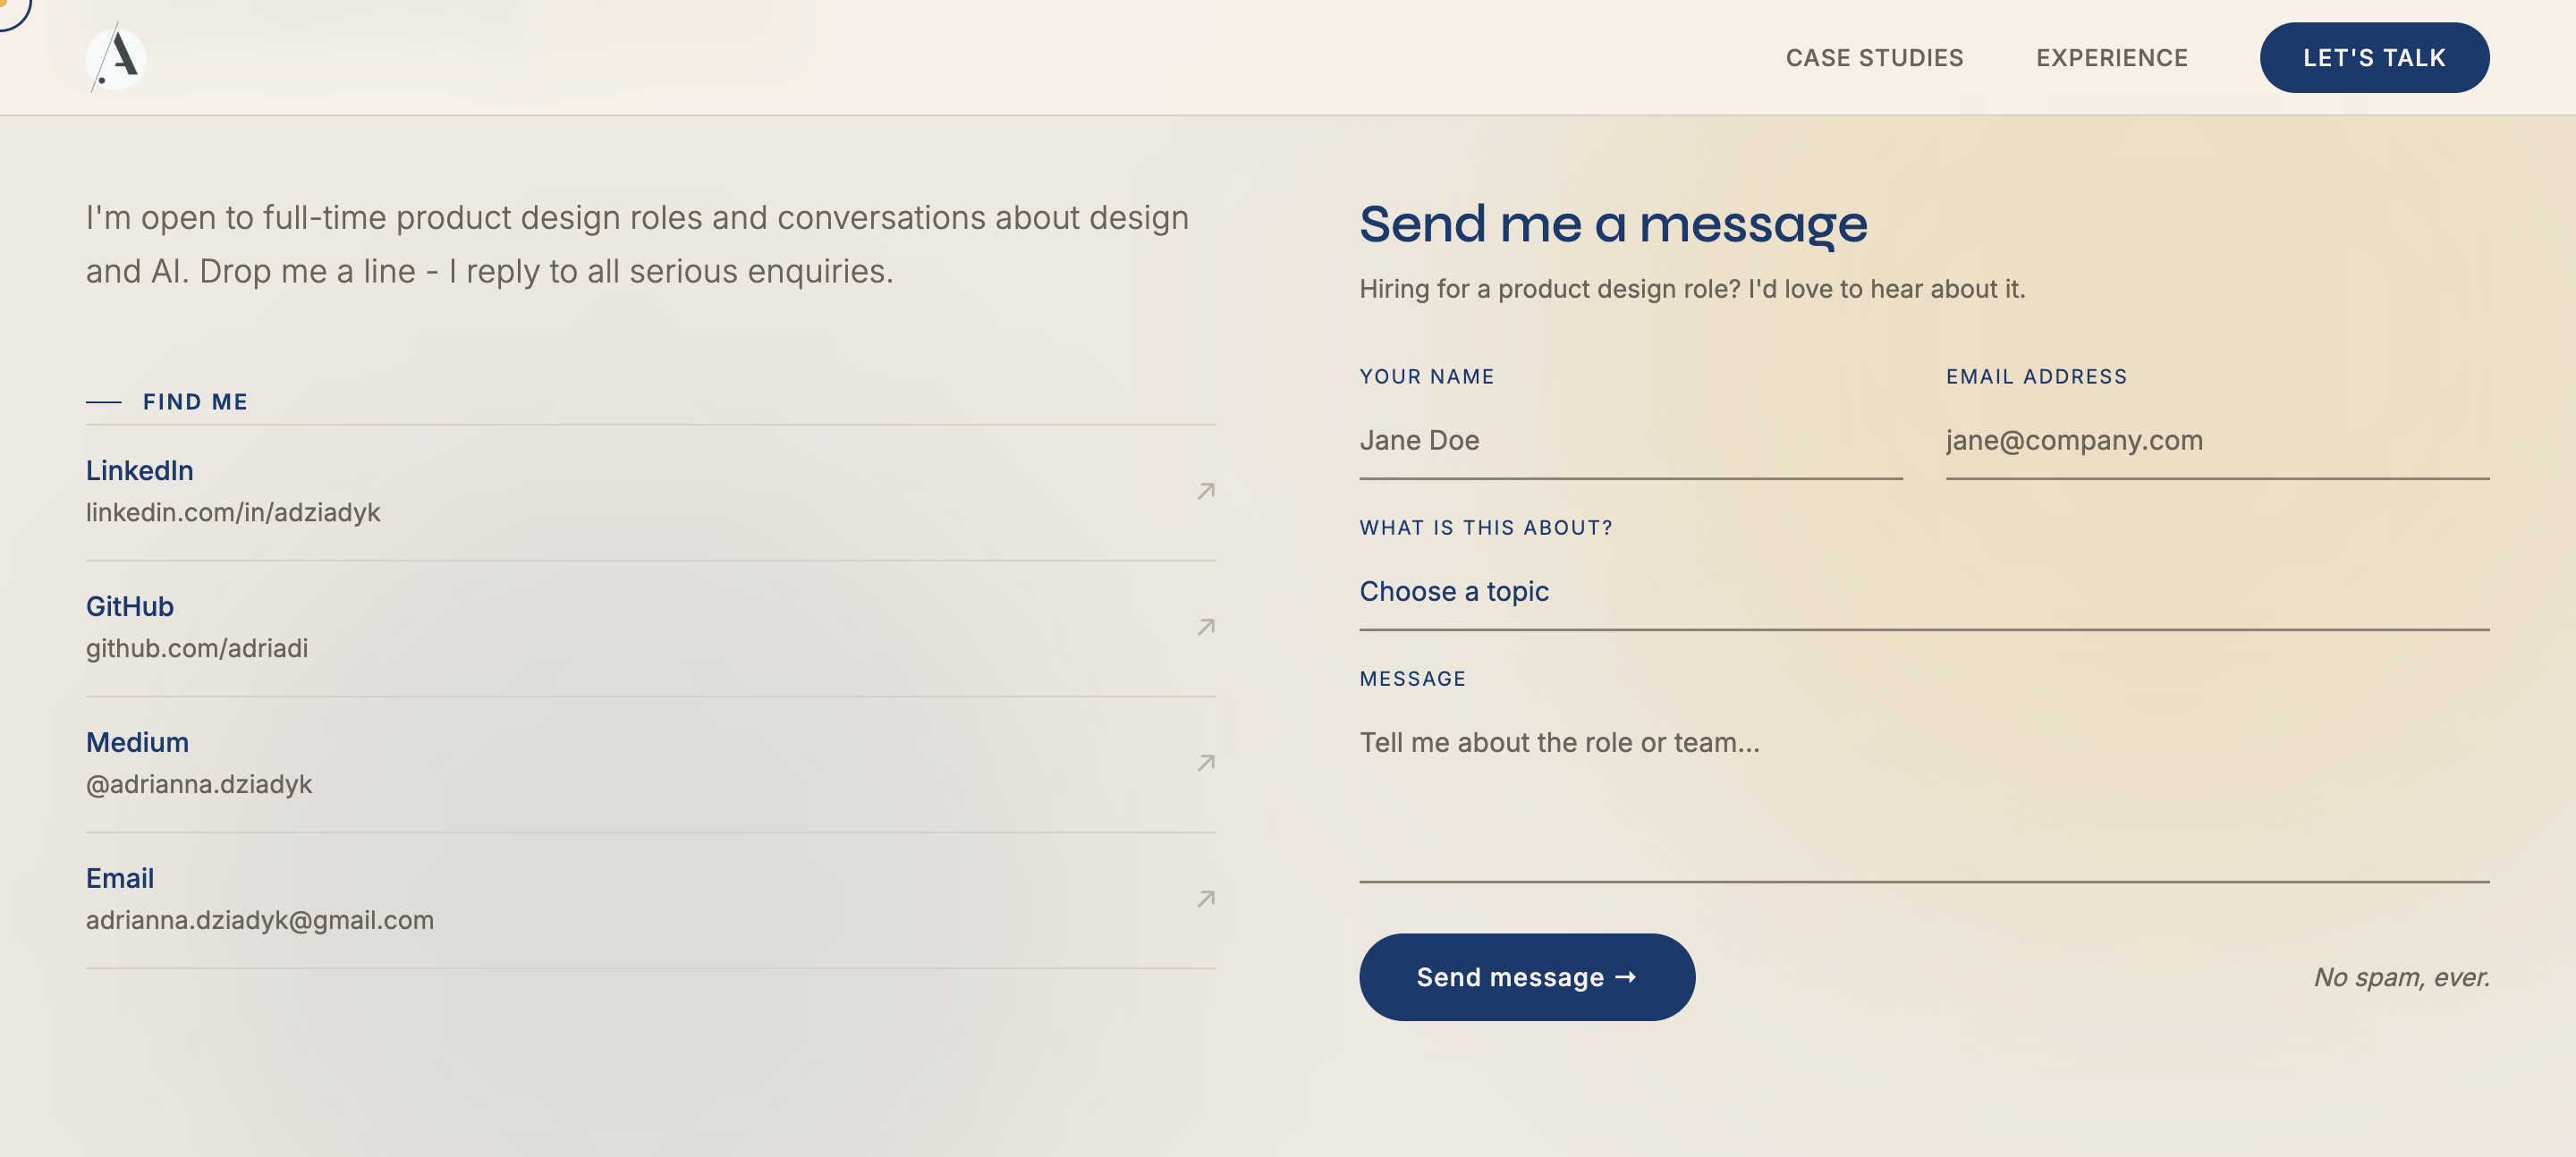 A.
CASE STUDIES
EXPERIENCE
LET'S TALK
I'm open to full-time product design roles and conversations about design
and AI. Drop me a line - I reply to all serious enquiries.
FIND ME
LinkedIn
linkedin.com/in/adziadyk
GitHub
github.com/adriadi
Medium
@adrianna.dziadyk
Email
adrianna.dziadyk@gmail.com
Send me a message
Hiring for a product design role? I'd love to hear about it.
YOUR NAME
EMAIL ADDRESS
Jane Doe
jane@company.com
WHAT IS THIS ABOUT?
Choose a topic
MESSAGE
Tell me about the role or team...
Send message →
No spam, ever.